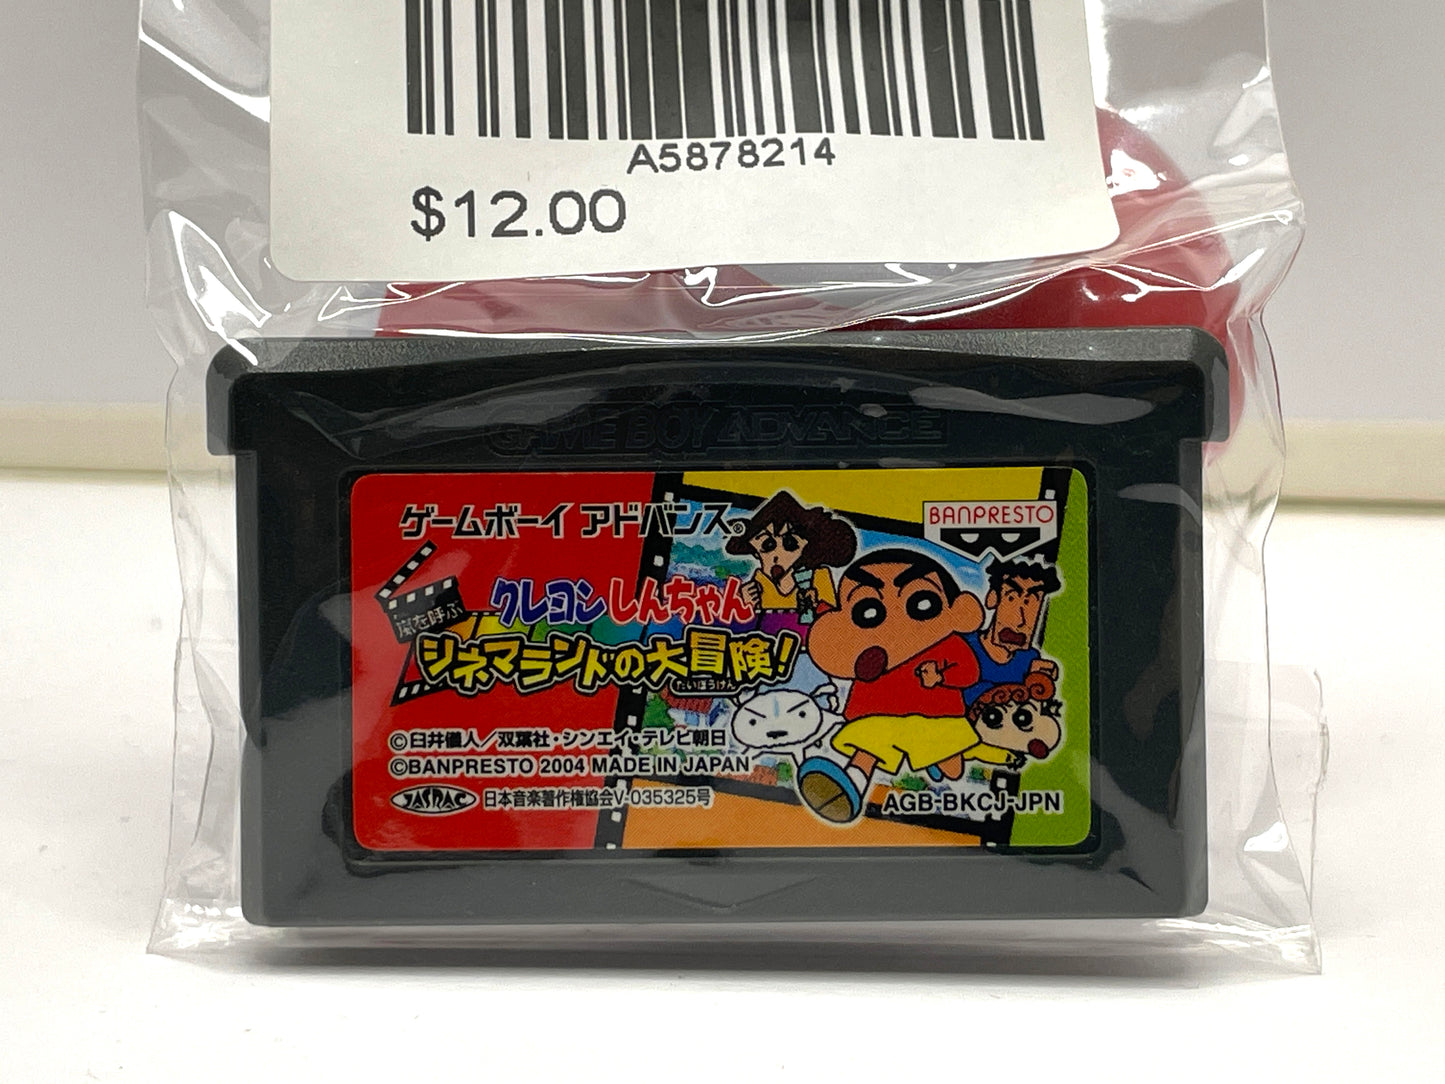 A5878214
$12.00
GAME BOY ADVANCE
ゲームボーイ アドバンス®
BANPRESTO
嵐を呼ぶ
クレヨンしんちゃん
シネマランドの大冒険!
だいぼうけん
©臼井儀人/双葉社・シンエイ・テレビ朝日
©BANPRESTO 2004 MADE IN JAPAN
JASRAC 日本音楽著作権協会V-035325号
AGB-BKCJ-JPN